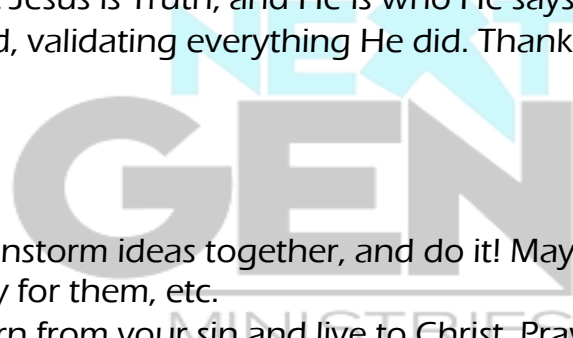 Jesus is Truth, and He is who He says
d, validating everything He did. Thank
NEXT
GEN
nstorm ideas together, and do it! May
y for them, etc.
rn from your sin and live to Christ. Pray
MINISTRIES